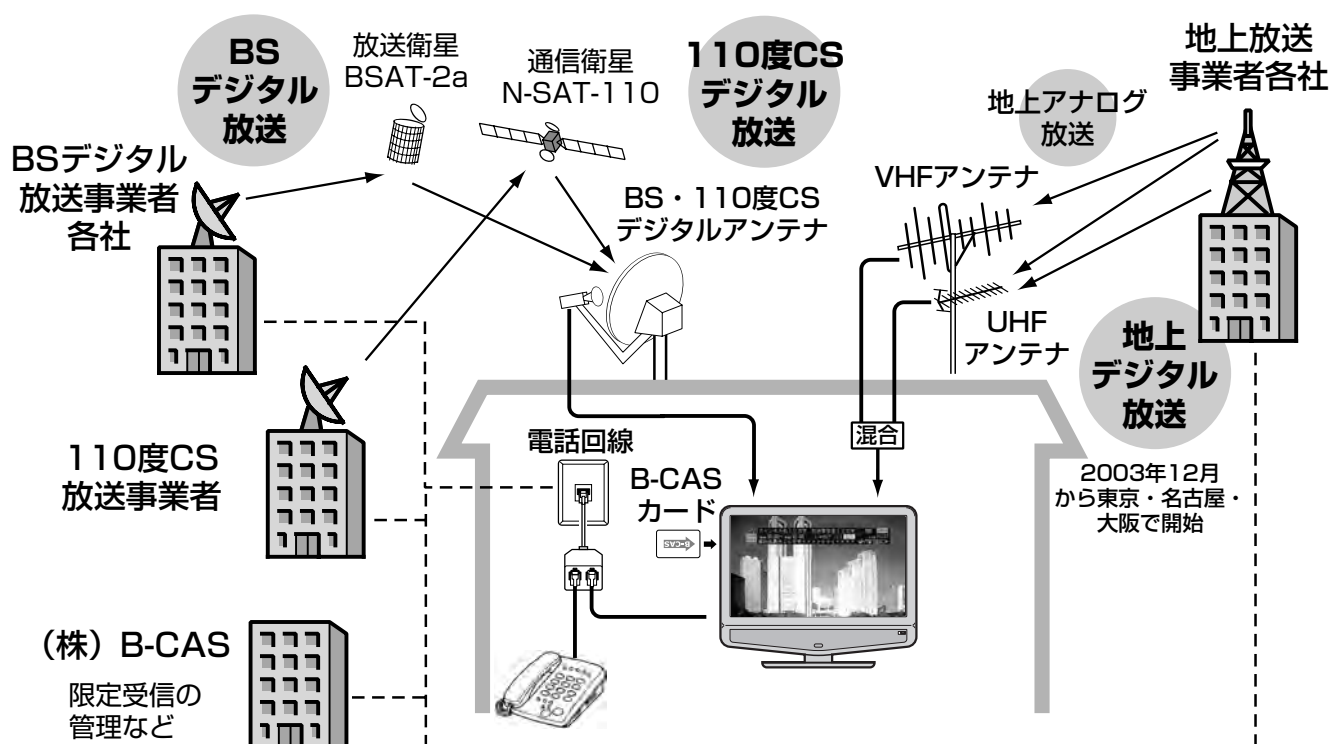 BS
デジタル
放送
放送衛星
BSAT-2a
通信衛星
N-SAT-110
110度CS
デジタル
放送
地上アナログ
放送
地上放送
事業者各社
BSデジタル
放送事業者
各社
BS・110度CS
デジタルアンテナ
VHFアンテナ
UHF
アンテナ
地上
デジタル
放送
2003年12月
から東京・名古屋・
大阪で開始
混合
110度CS
放送事業者
電話回線
B-CAS
カード
B-CAS
(株)B-CAS
限定受信の
管理など